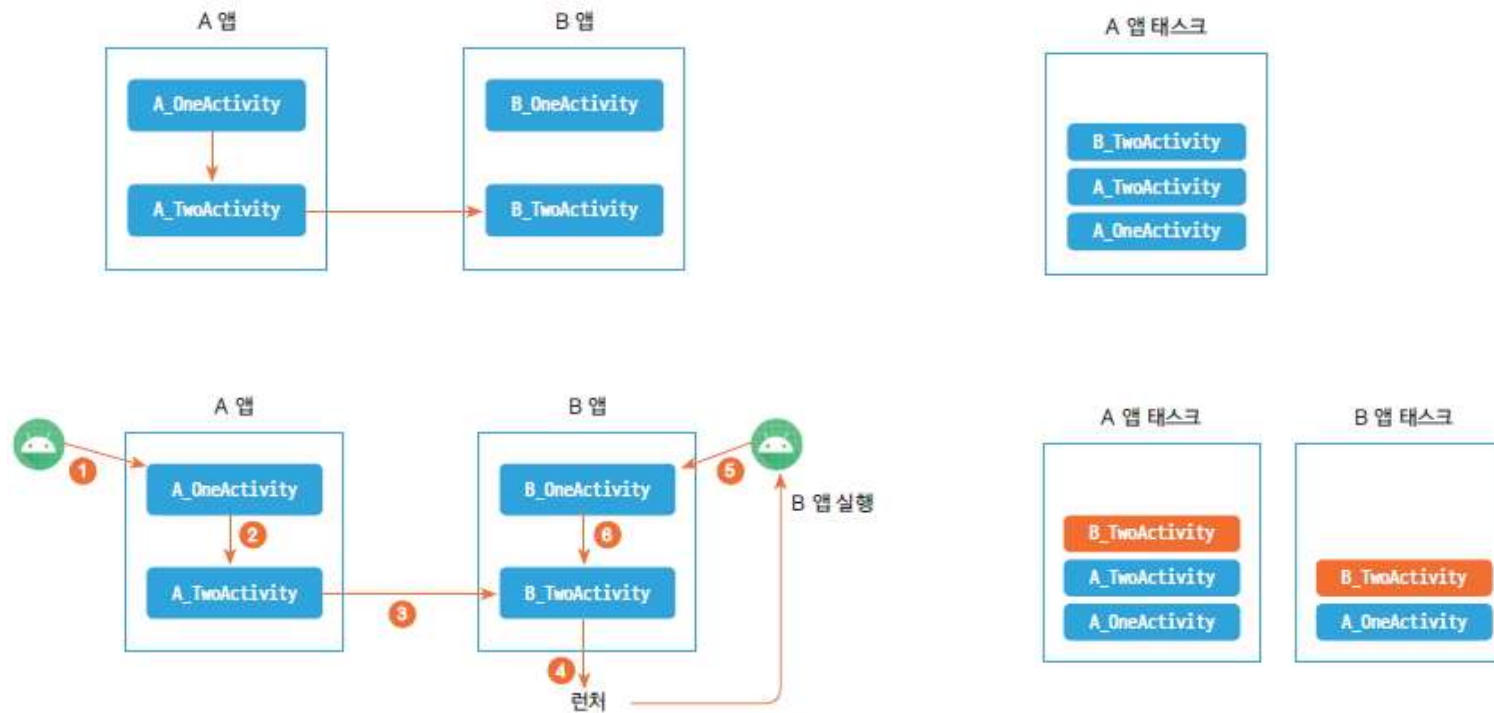 A 앱
B 앱
A 앱 태스크
A_OneActivity
B_OneActivity
B_TwoActivity
A_TwoActivity
A_OneActivity
A_TwoActivity
B_TwoActivity
A 앱
B 앱
A 앱 태스크
B 앱 태스크
1
5
A_OneActivity
B_OneActivity
B 앱 실행
2
6
B_TwoActivity
A_TwoActivity
A_OneActivity
B_TwoActivity
A_OneActivity
A_TwoActivity
B_TwoActivity
3
4
런처